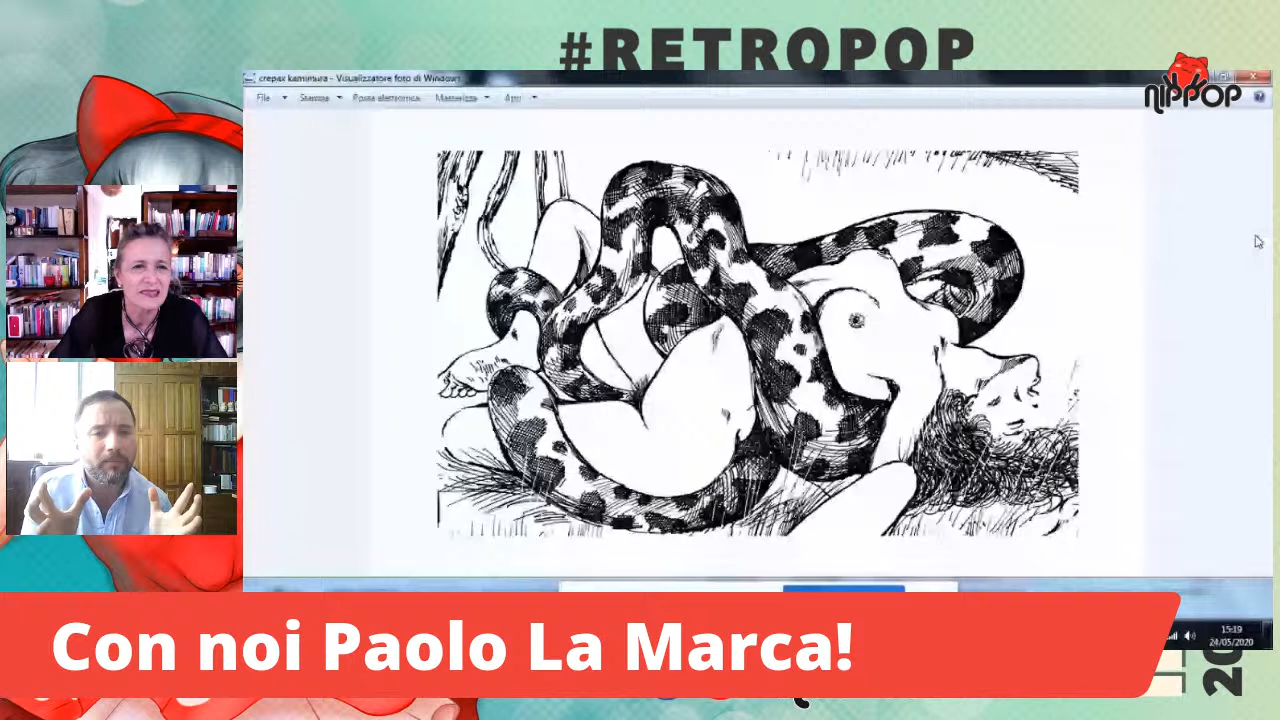 #RETROPOP
NIPPOP
crepax kamimura - Visualizzatore foto di Windows
File Stampa Posta elettronica Masterizza Apri
Con noi Paolo La Marca!
15:19
24/05/2020